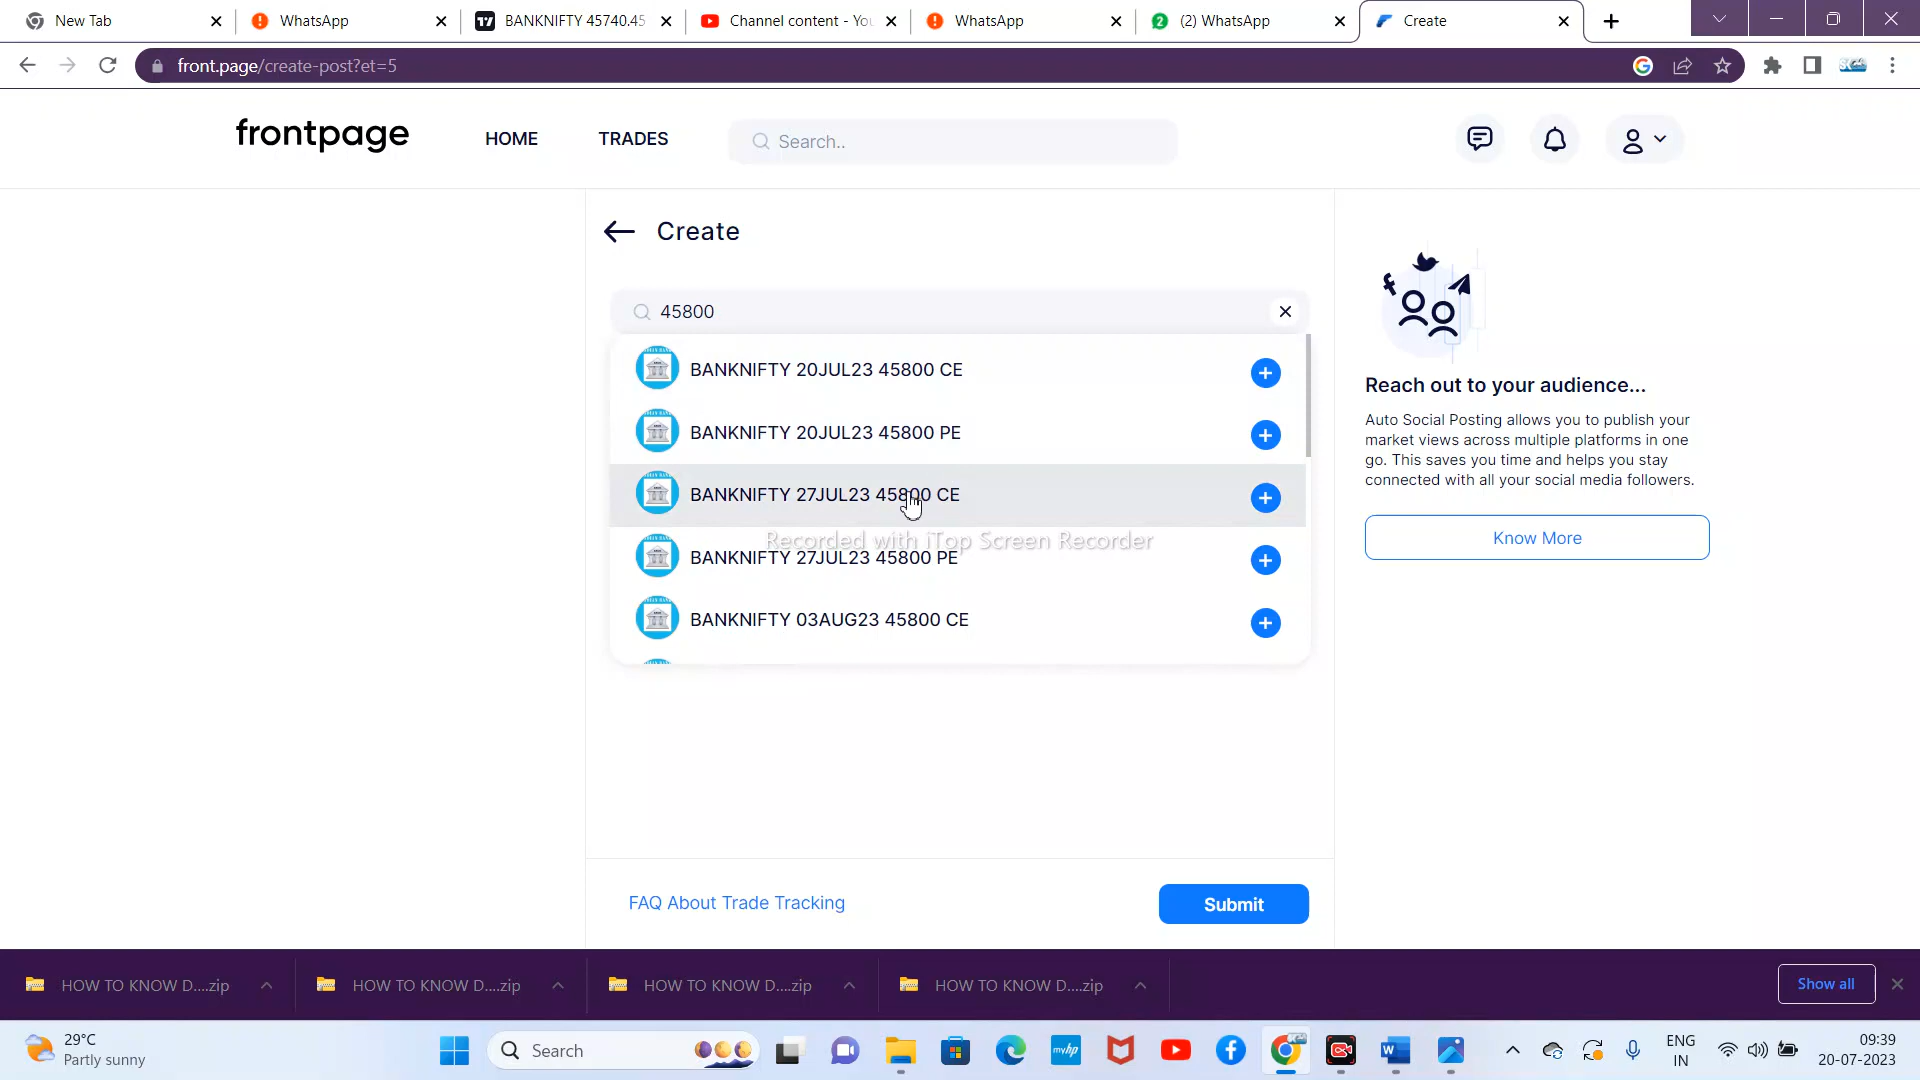 New Tab
WhatsApp
BANKNIFTY 45740.45
Channel content - You
WhatsApp
(2) WhatsApp
Create
front.page/create-post?et=5
frontpage
HOME
TRADES
Search..
Create
45800
BANKNIFTY 20JUL23 45800 CE
BANKNIFTY 20JUL23 45800 PE
BANKNIFTY 27JUL23 45800 CE
Recorded with iTop Screen Recorder
BANKNIFTY 27JUL23 45800 PE
BANKNIFTY 03AUG23 45800 CE
Reach out to your audience...
Auto Social Posting allows you to publish your
market views across multiple platforms in one
go. This saves you time and helps you stay
connected with all your social media followers.
Know More
FAQ About Trade Tracking
Submit
HOW TO KNOW D....zip
HOW TO KNOW D....zip
HOW TO KNOW D....zip
HOW TO KNOW D....zip
Show all
29°C
Partly sunny
Search
myhp
ENG
IN
09:39
20-07-2023